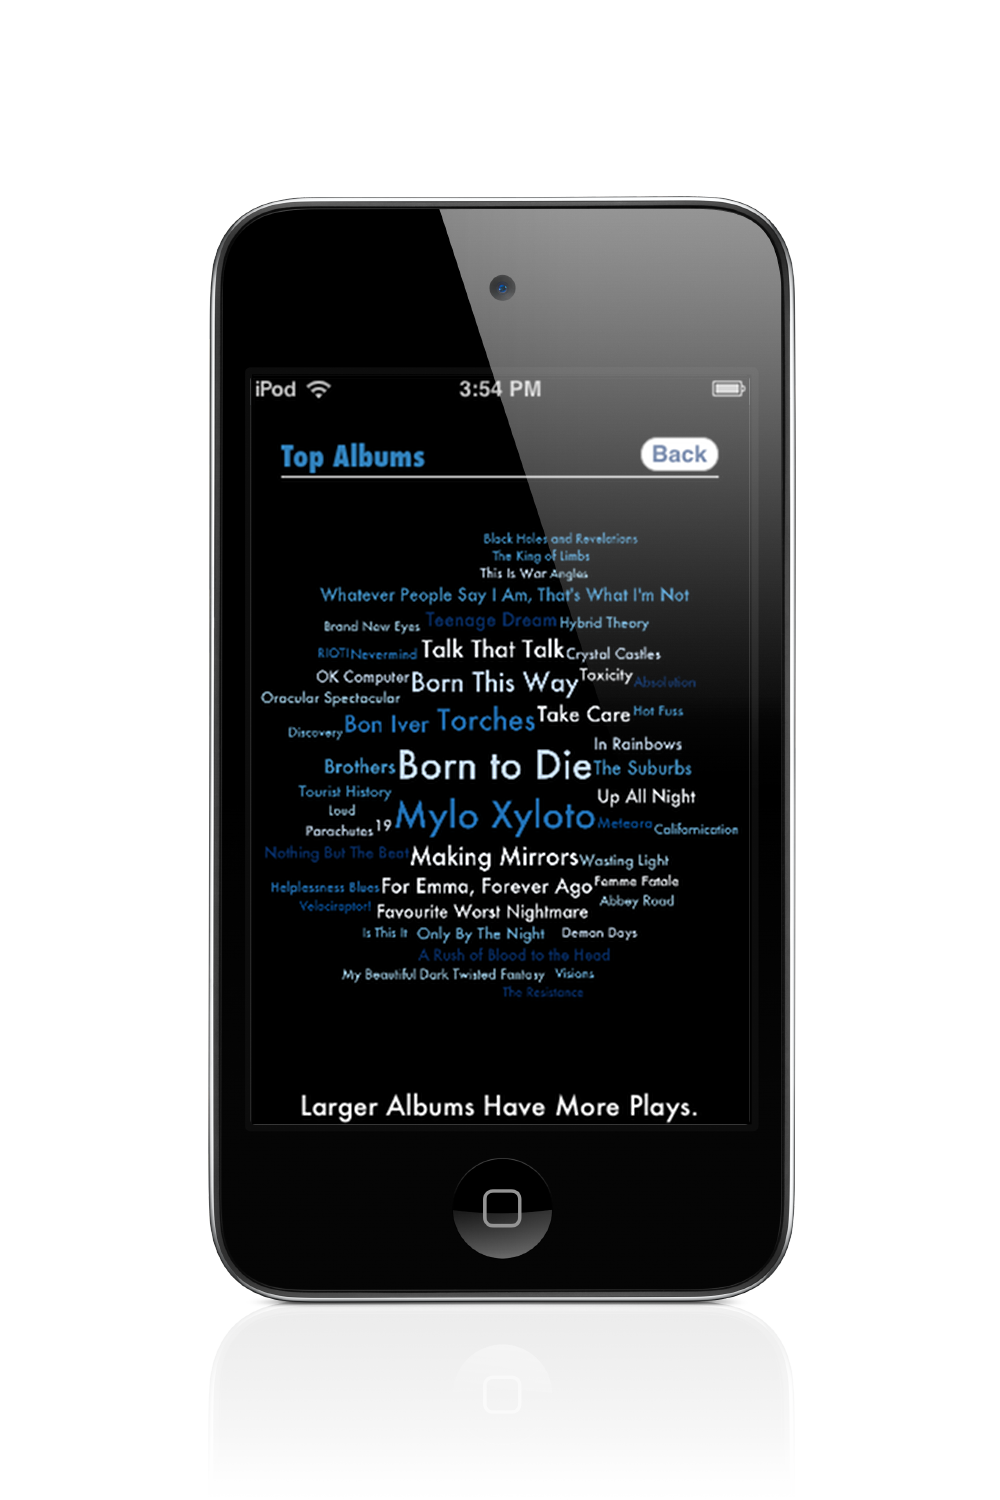 iPod 3:54 PM
Top Albums Back
Black Holes and Revelations
The King of Limbs
This Is War Angles
Whatever People Say I Am, That's What I'm Not
Brand New Eyes Teenage Dream Hybrid Theory
RIOT! Nevermind Talk That Talk Crystal Castles
OK Computer Born This Way Toxicity Absolution
Oracular Spectacular
Discovery Bon Iver Torches Take Care Hot Fuss
In Rainbows
Brothers Born to Die The Suburbs
Tourist History Up All Night
Loud
Parachutes 19 Mylo Xyloto Meteora Californication
Nothing But The Beat Making Mirrors Wasting Light
Helplessness Blues For Emma, Forever Ago Femme Fatale
Velociraptor! Favourite Worst Nightmare Abbey Road
Is This It Only By The Night Demon Days
A Rush of Blood to the Head
My Beautiful Dark Twisted Fantasy Visions
The Resistance
Larger Albums Have More Plays.